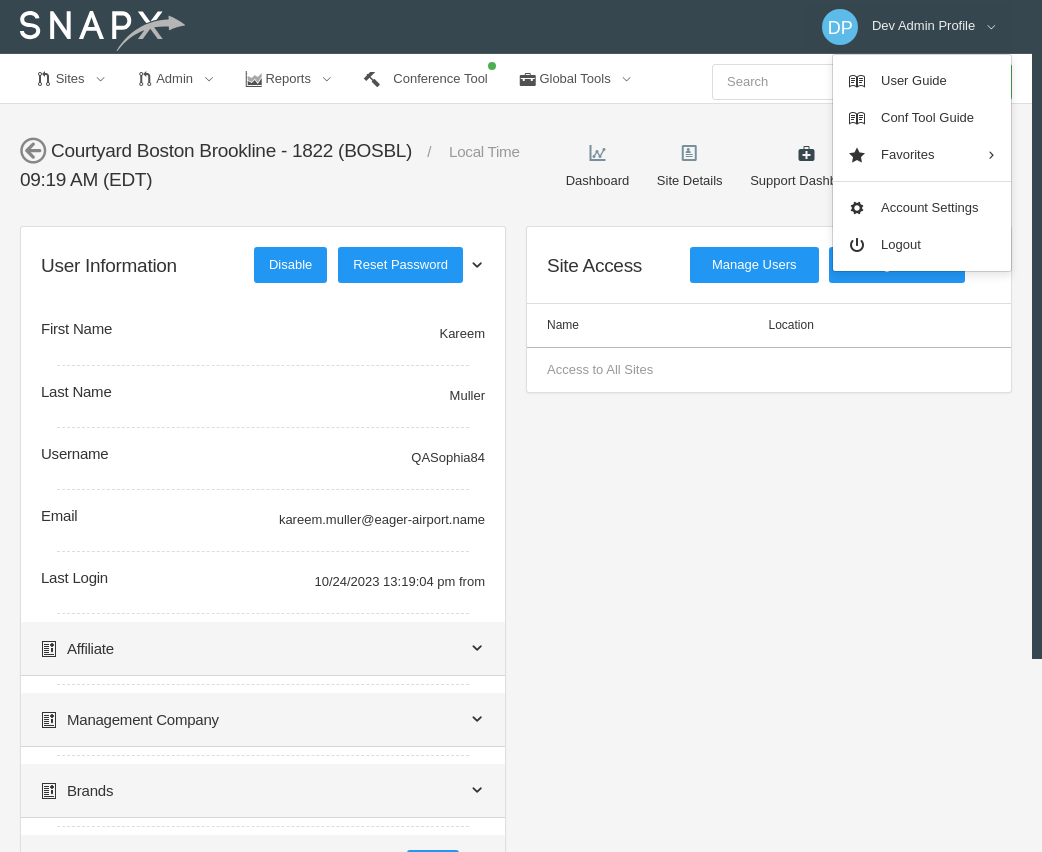 SNAPX
DP Dev Admin Profile
Sites Admin Reports Conference Tool Global Tools Search
User Guide
Conf Tool Guide
Favorites
Account Settings
Logout
Courtyard Boston Brookline - 1822 (BOSBL) / Local Time
09:19 AM (EDT)
Dashboard Site Details Support
User Information Disable Reset Password
First Name Kareem
Last Name Muller
Username QASophia84
Email kareem.muller@eager-airport.name
Last Login 10/24/2023 13:19:04 pm from
Affiliate
Management Company
Brands
Site Access Manage Users
Name Location
Access to All Sites